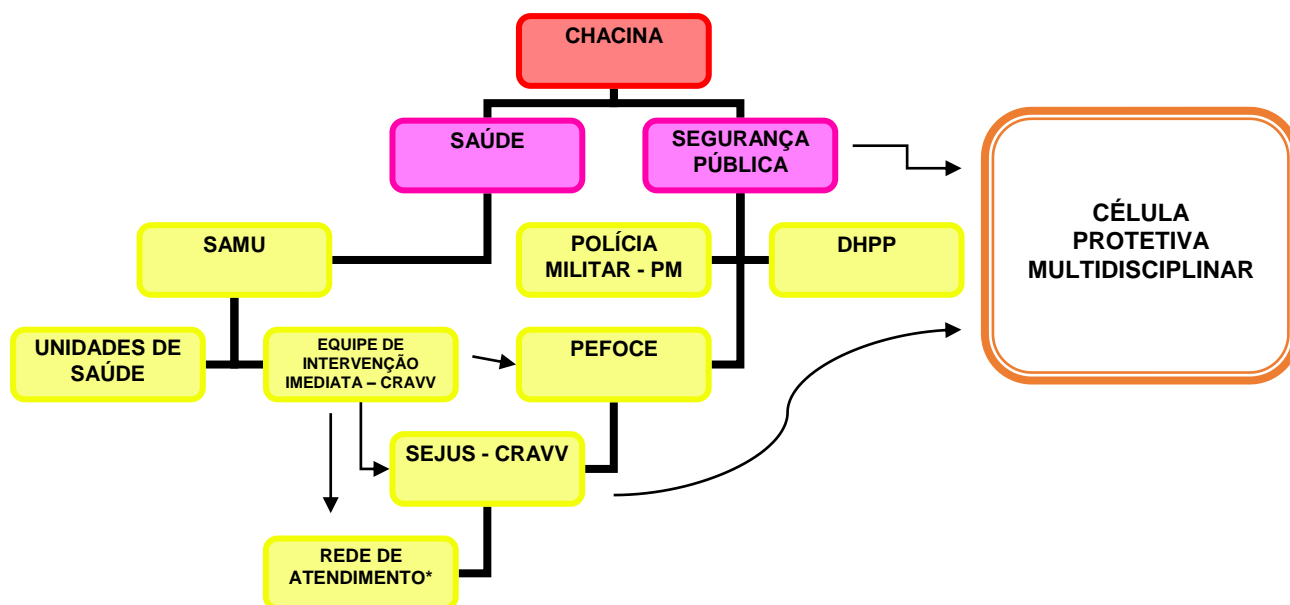 CHACINA
SAÚDE
SEGURANÇA
PÚBLICA
CÉLULA
PROTETIVA
MULTIDISCIPLINAR
SAMU
POLÍCIA
MILITAR - PM
DHPP
UNIDADES DE
SAÚDE
EQUIPE DE
INTERVENÇÃO
IMEDIATA – CRAVV
PEFOCE
SEJUS - CRAVV
REDE DE
ATENDIMENTO*